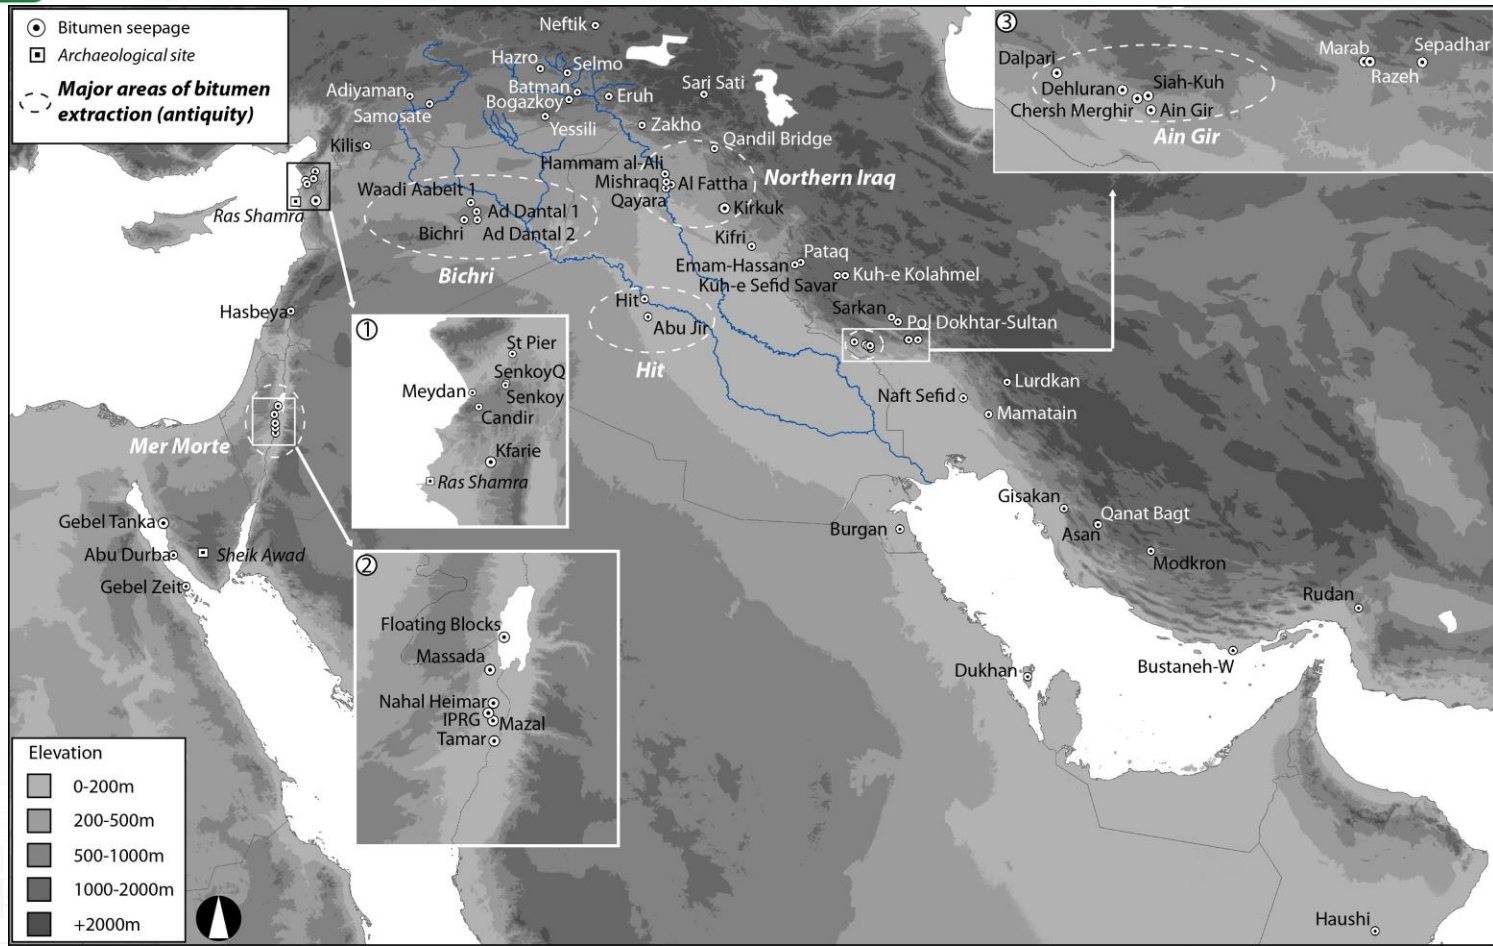 Bitumen seepage
Archaeological site
Major areas of bitumen
extraction (antiquity)
Neftik
Hazro
Selmo
Batman
Bogazkoy
Eruh
Sari Sati
Adiyaman
Samosate
Yessili
Zakho
Kilis
Qandil Bridge
Hammam al-Ali
Mishraq
Al Fattha
Qayara
Northern Iraq
Kirkuk
Waadi Aabeit 1
Ad Dantal 1
Bichri
Ad Dantal 2
Bichri
Ras Shamra
Kifri
Pataq
Emam-Hassan
Kuh-e Kolahmel
Kuh-e Sefid Savar
Hit
Abu Jir
Hit
Sarkan
Pol Dokhtar-Sultan
Hasbeya
Lurdkan
Naft Sefid
Mamatain
Mer Morte
Gebel Tanka
Abu Durba
Sheik Awad
Gebel Zeit
Burgan
Gisakan
Qanat Bagt
Asan
Modkron
Rudan
Bustaneh-W
Dukhan
Haushi
1
St Pier
SenkoyQ
Meydan
Senkoy
Candir
Kfarie
Ras Shamra
2
Floating Blocks
Massada
Nahal Heimar
IPRG
Mazal
Tamar
3
Dalpari
Marab
Sepadhar
Razeh
Dehluran
Siah-Kuh
Chersh Merghir
Ain Gir
Ain Gir
Elevation
0-200m
200-500m
500-1000m
1000-2000m
+2000m